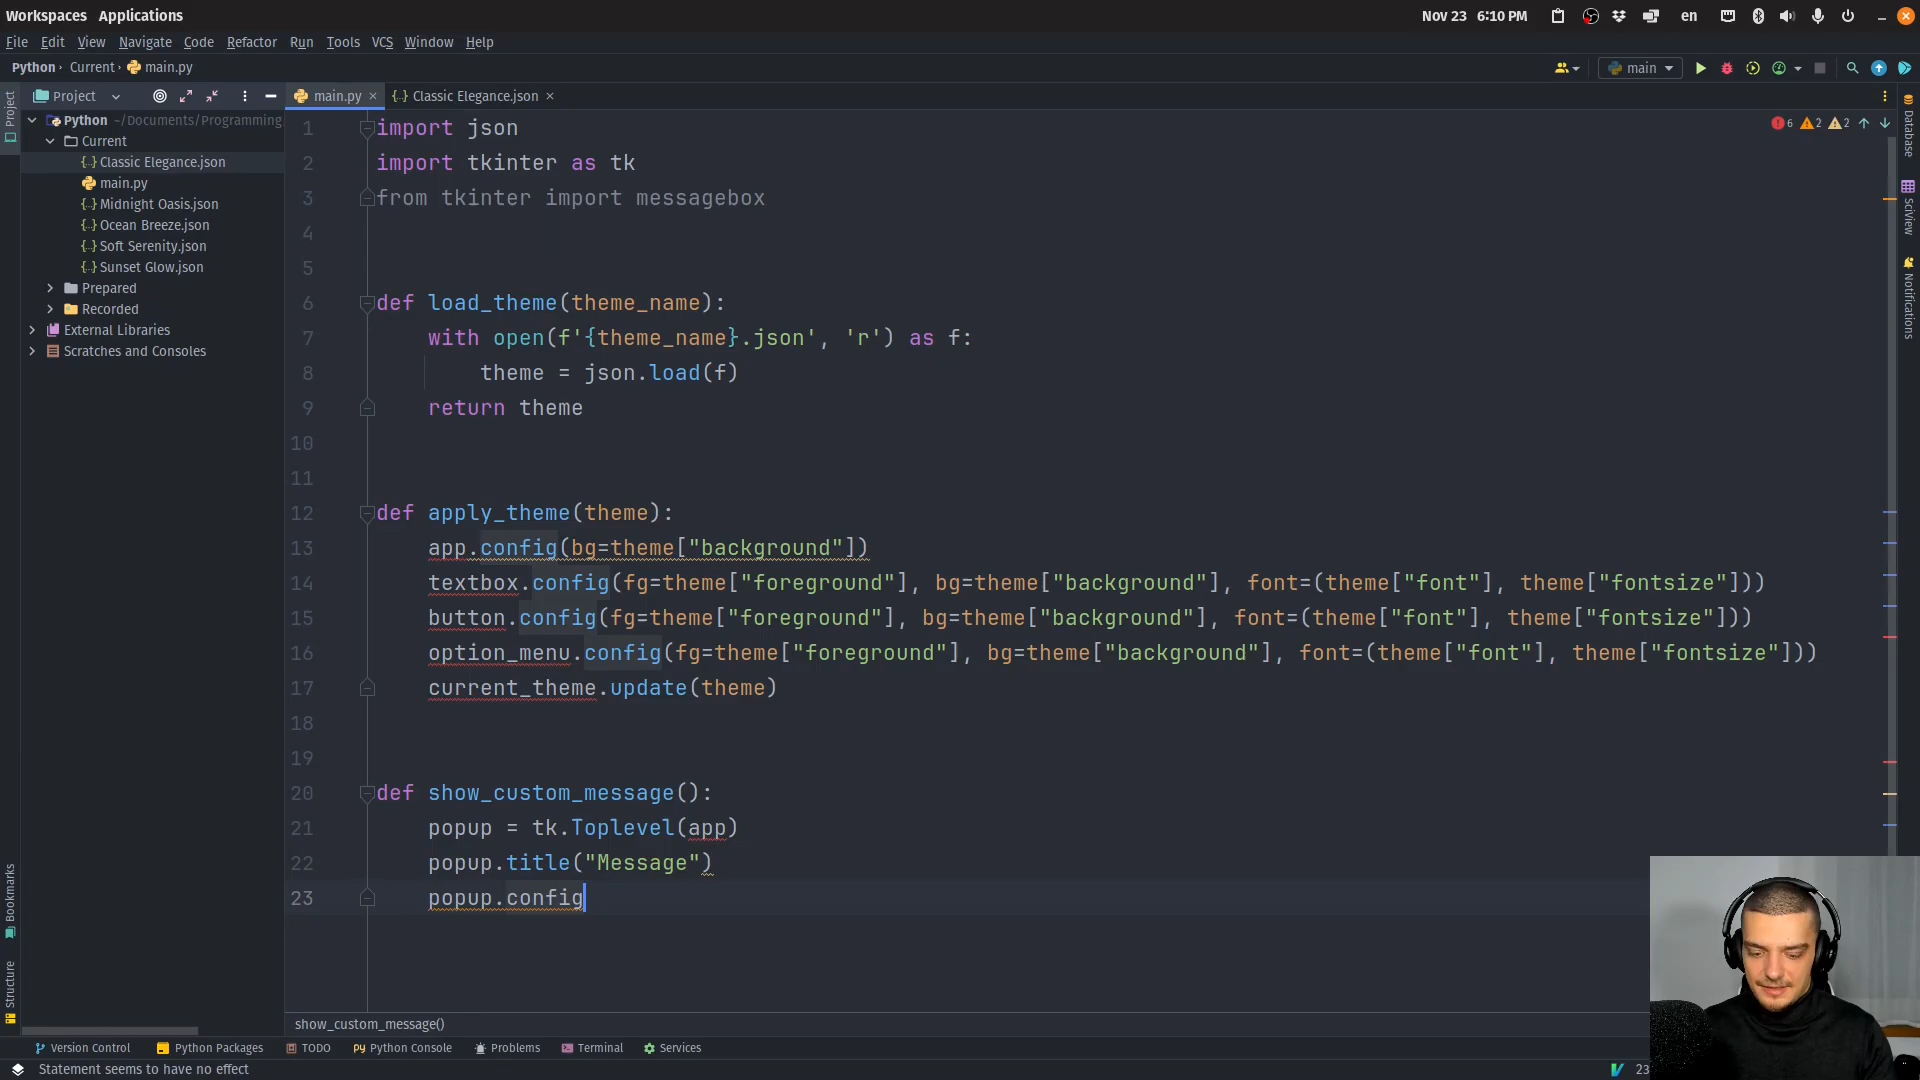 Workspaces Applications
Nov 23 6:10 PM
en
File Edit View Navigate Code Refactor Run Tools VCS Window Help
Python › Current › main.py
main
Project
main.py
Classic Elegance.json
6 2 2
Project
Python ~/Documents/Programming
Current
Classic Elegance.json
main.py
Midnight Oasis.json
Ocean Breeze.json
Soft Serenity.json
Sunset Glow.json
Prepared
Recorded
External Libraries
Scratches and Consoles
1 import json
2 import tkinter as tk
3 from tkinter import messagebox
4
5
6 def load_theme(theme_name):
7 with open(f'{theme_name}.json', 'r') as f:
8 theme = json.load(f)
9 return theme
10
11
12 def apply_theme(theme):
13 app.config(bg=theme["background"])
14 textbox.config(fg=theme["foreground"], bg=theme["background"], font=(theme["font"], theme["fontsize"]))
15 button.config(fg=theme["foreground"], bg=theme["background"], font=(theme["font"], theme["fontsize"]))
16 option_menu.config(fg=theme["foreground"], bg=theme["background"], font=(theme["font"], theme["fontsize"]))
17 current_theme.update(theme)
18
19
20 def show_custom_message():
21 popup = tk.Toplevel(app)
22 popup.title("Message")
23 popup.config
Database
SciView
Notifications
Bookmarks
Structure
show_custom_message()
Version Control Python Packages TODO Python Console Problems Terminal Services
Statement seems to have no effect
23